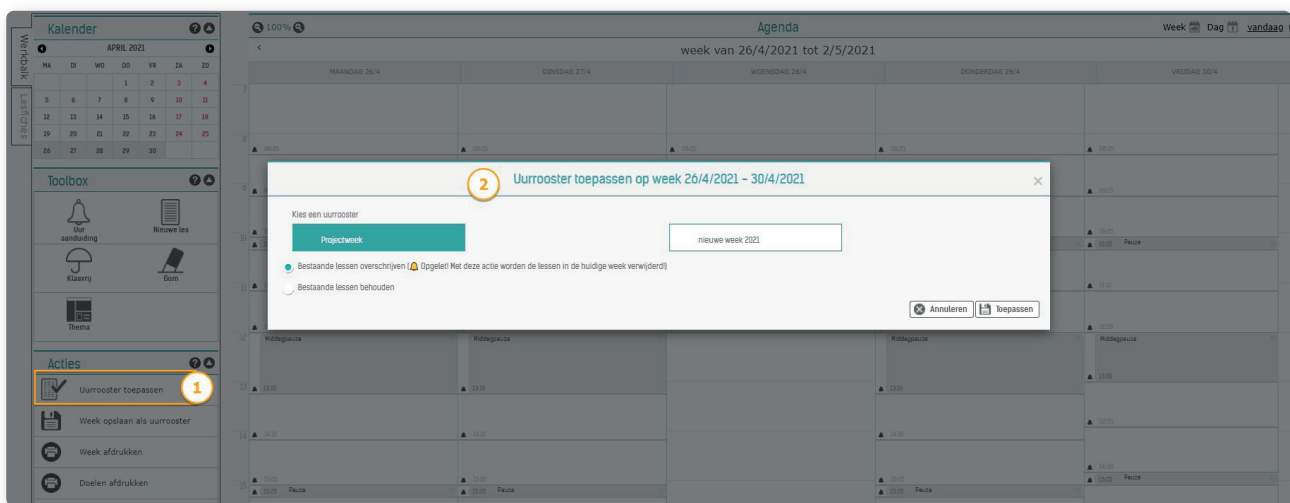 Werkbalk
Lesfiches
Kalender
APRIL 2021
MA DI WO DO VR ZA ZO
1 2 3 4
5 6 7 8 9 10 11
12 13 14 15 16 17 18
19 20 21 22 23 24 25
26 27 28 29 30
Toolbox
Uur
aanduiding
Nieuwe les
Klasvrij
Gom
Thema
Acties
Uurrooster toepassen
1
Week opslaan als uurrooster
Week afdrukken
Doelen afdrukken
100%
Agenda
Week Dag vandaag
week van 26/4/2021 tot 2/5/2021
MAANDAG 26/4 DINSDAG 27/4 WOENSDAG 28/4 DONDERDAG 29/4 VRIJDAG 30/4
2
Uurrooster toepassen op week 26/4/2021 - 30/4/2021
Kies een uurrooster
Projectweek
nieuwe week 2021
Bestaande lessen overschrijven ( Opgelet! Met deze actie worden de lessen in de huidige week verwijderd!)
Bestaande lessen behouden
Annuleren Toepassen
Pauze
Middagpauze Middagpauze Middagpauze Middagpauze
Pauze Pauze Pauze Pauze